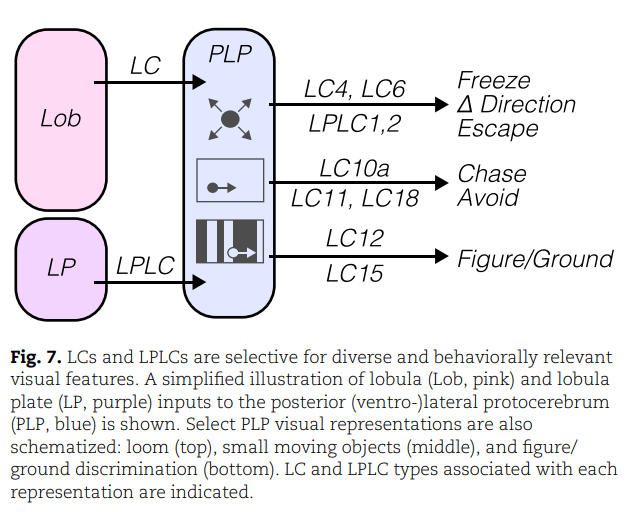 LC
PLP
Lob
LC4, LC6
LPLC1,2
Freeze
Δ Direction
Escape
LC10a
LC11, LC18
Chase
Avoid
LP
LPLC
LC12
LC15
Figure/Ground
Fig. 7. LCs and LPLCs are selective for diverse and behaviorally relevant
visual features. A simplified illustration of lobula (Lob, pink) and lobula
plate (LP, purple) inputs to the posterior (ventro-)lateral protocerebrum
(PLP, blue) is shown. Select PLP visual representations are also
schematized: loom (top), small moving objects (middle), and figure/
ground discrimination (bottom). LC and LPLC types associated with each
representation are indicated.